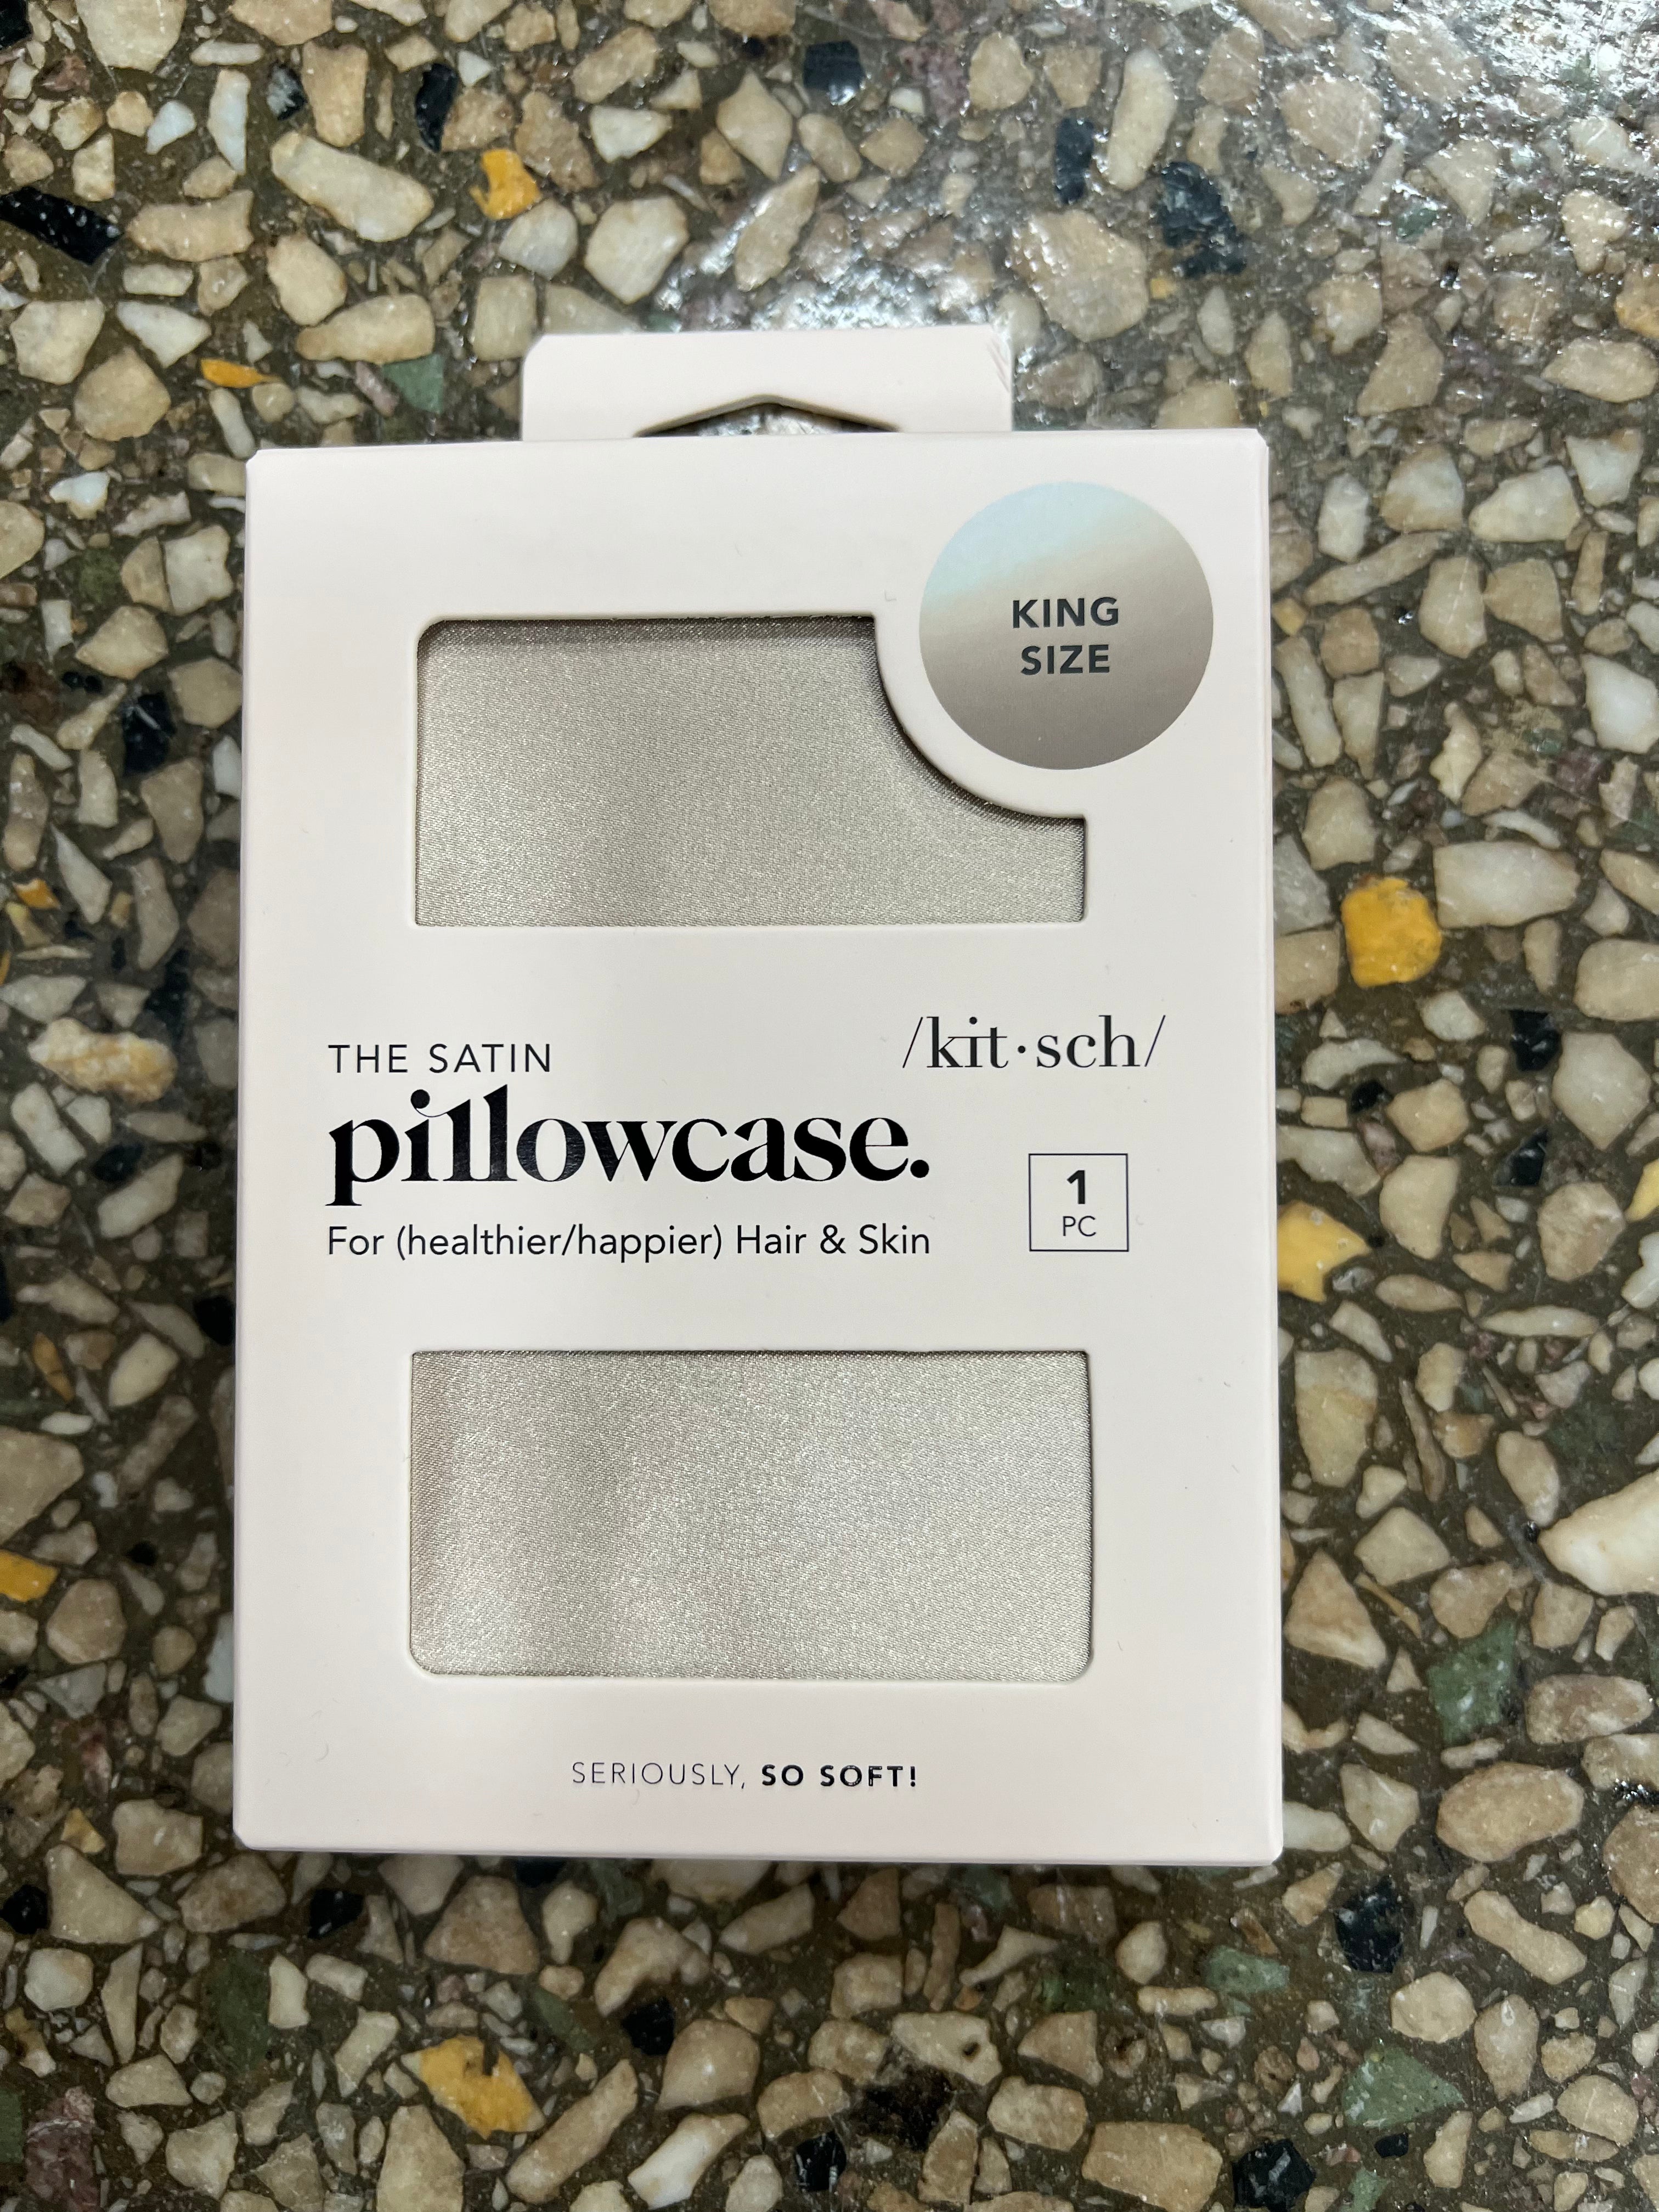 KING
SIZE
/kit·sch/
THE SATIN
pillowcase.
For (healthier/happier) Hair & Skin
1
PC
SERIOUSLY, SO SOFT!